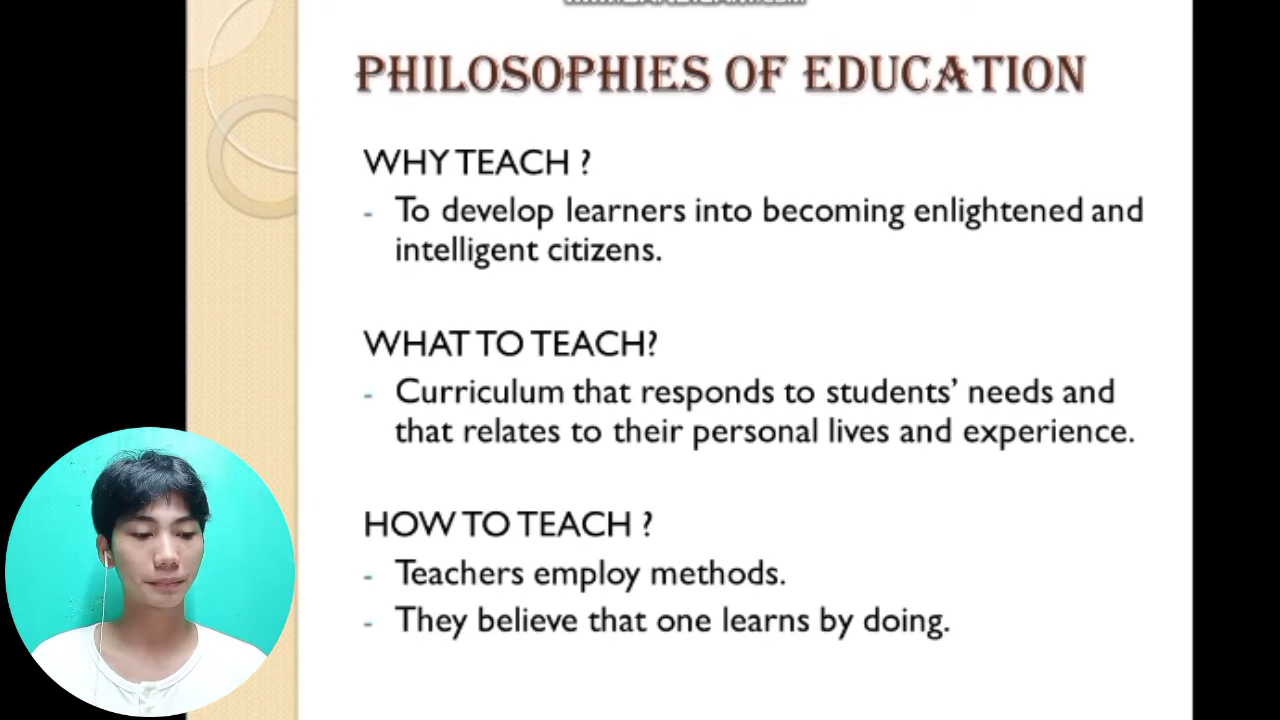 PHILOSOPHIES OF EDUCATION
WHY TEACH ?
- To develop learners into becoming enlightened and
intelligent citizens.
WHAT TO TEACH?
- Curriculum that responds to students’ needs and
that relates to their personal lives and experience.
HOW TO TEACH ?
- Teachers employ methods.
- They believe that one learns by doing.